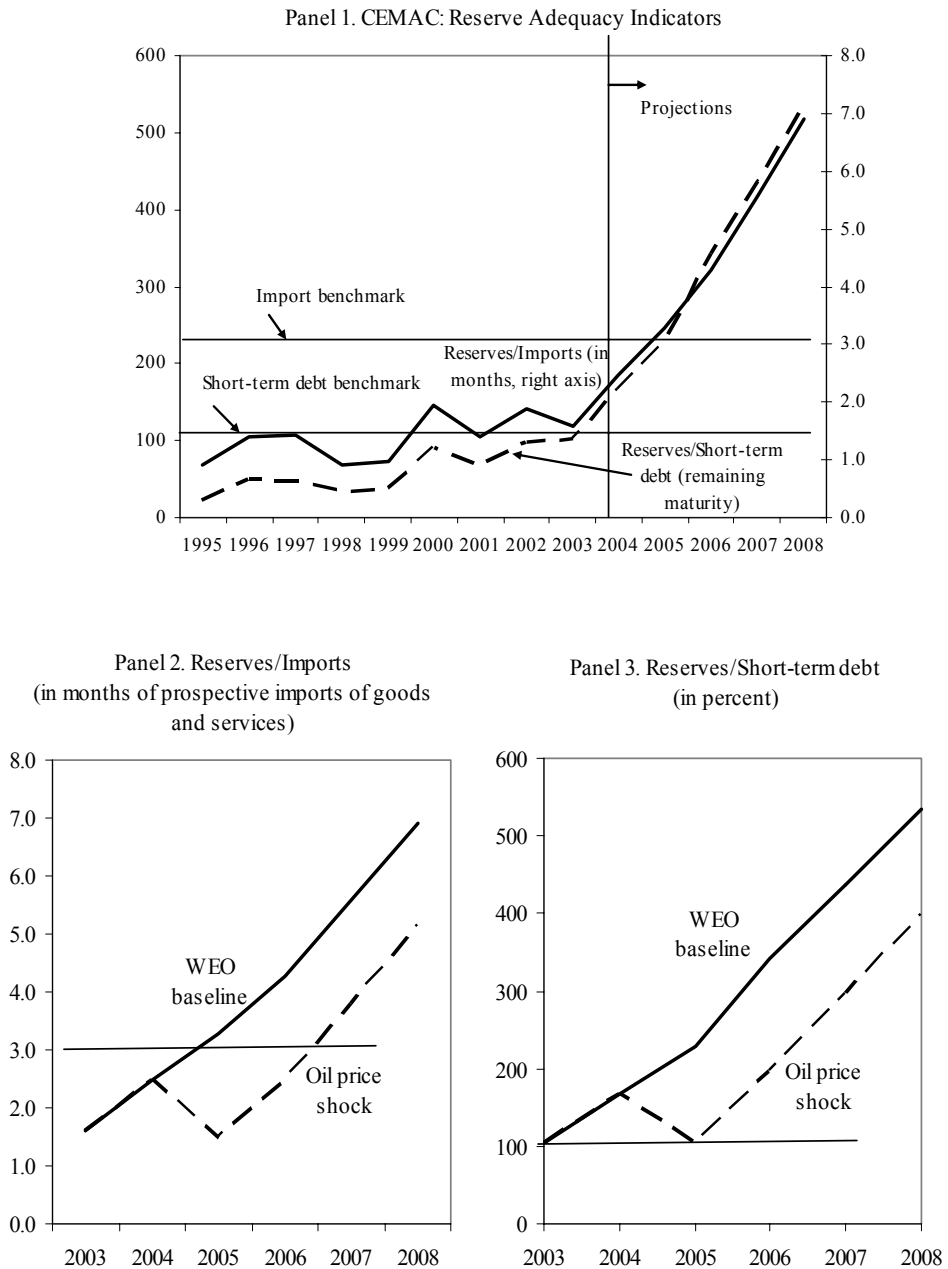 Panel 1. CEMAC: Reserve Adequacy Indicators
600
500
400
300
200
100
0
8.0
7.0
6.0
5.0
4.0
3.0
2.0
1.0
0.0
Projections
Import benchmark
Short-term debt benchmark
Reserves/Imports (in
months, right axis)
Reserves/Short-term
debt (remaining
maturity)
1995 1996 1997 1998 1999 2000 2001 2002 2003 2004 2005 2006 2007 2008
Panel 2. Reserves/Imports
(in months of prospective imports of goods
and services)
8.0
7.0
6.0
5.0
4.0
3.0
2.0
1.0
0.0
WEO
baseline
Oil price
shock
2003 2004 2005 2006 2007 2008
Panel 3. Reserves/Short-term debt
(in percent)
600
500
400
300
200
100
0
WEO
baseline
Oil price
shock
2003 2004 2005 2006 2007 2008